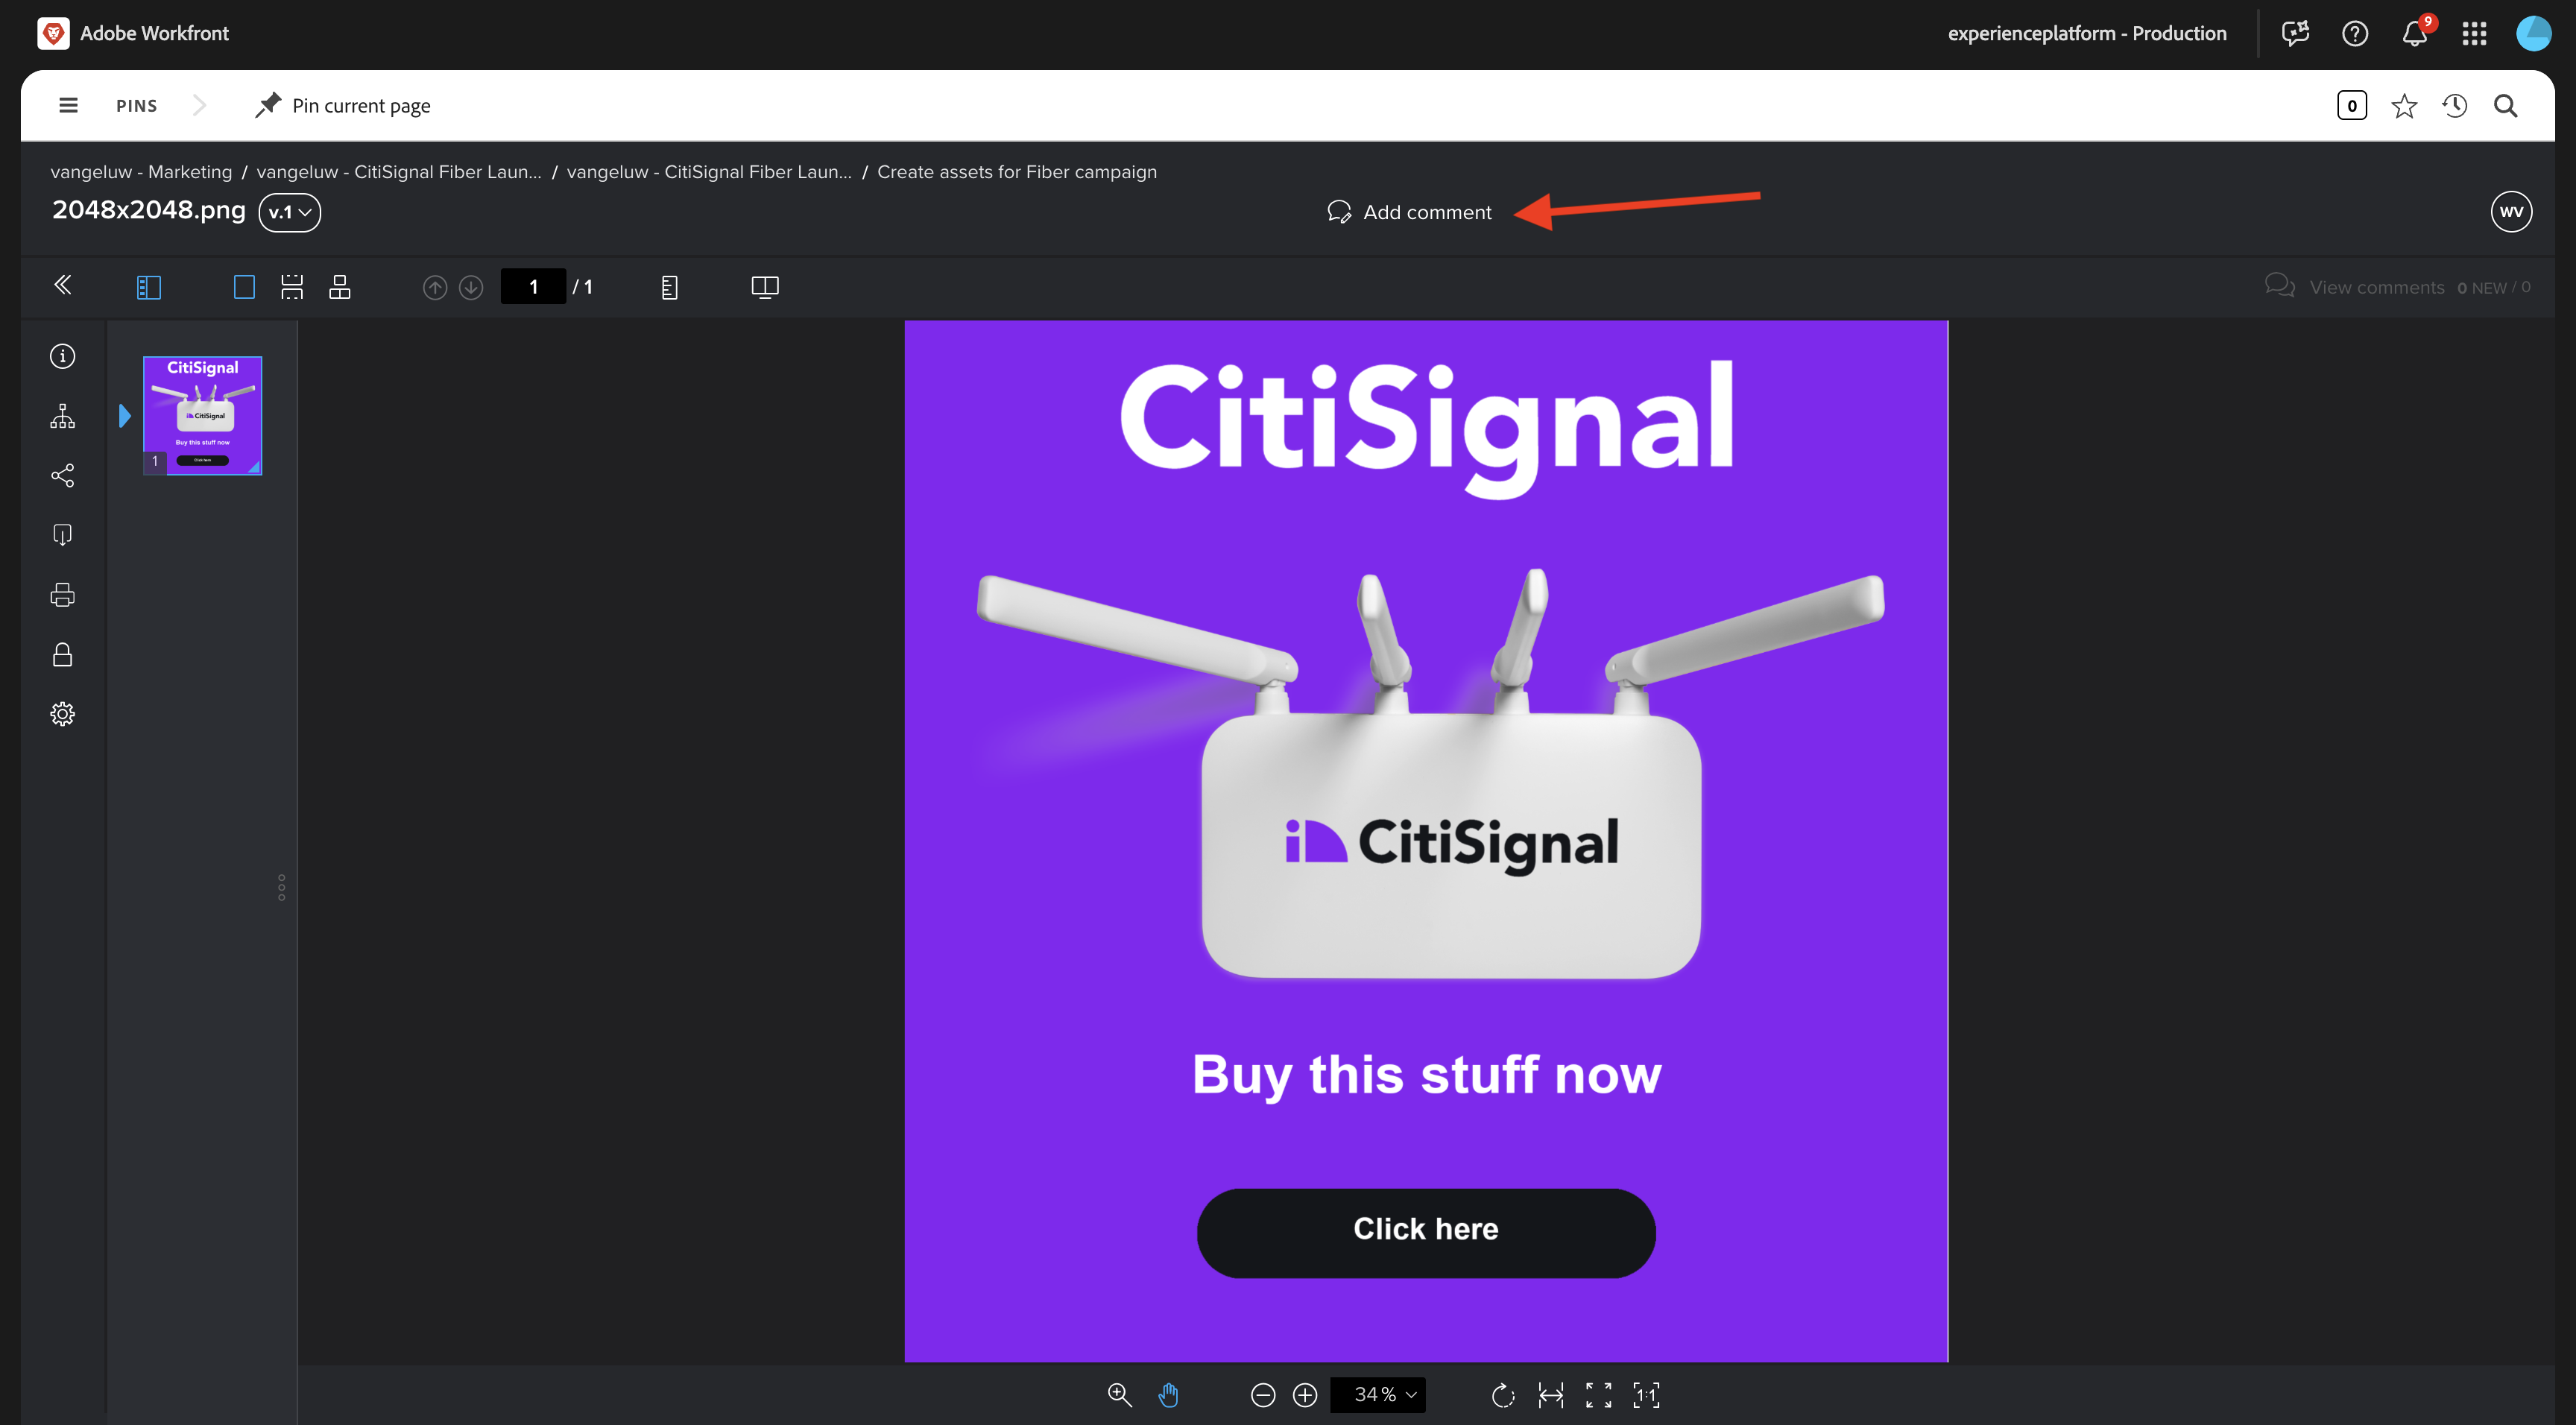 Adobe Workfront
experienceplatform - Production
9
PINS
Pin current page
0
vangeluw - Marketing / vangeluw - CitiSignal Fiber Laun... / vangeluw - CitiSignal Fiber Laun... / Create assets for Fiber campaign
2048x2048.png
v.1
Add comment
WV
1 / 1
View comments 0 NEW / 0
CitiSignal
CitiSignal
Buy this stuff now
Click here
1
CitiSignal
CitiSignal
Buy this stuff now
Click here
34%
1:1